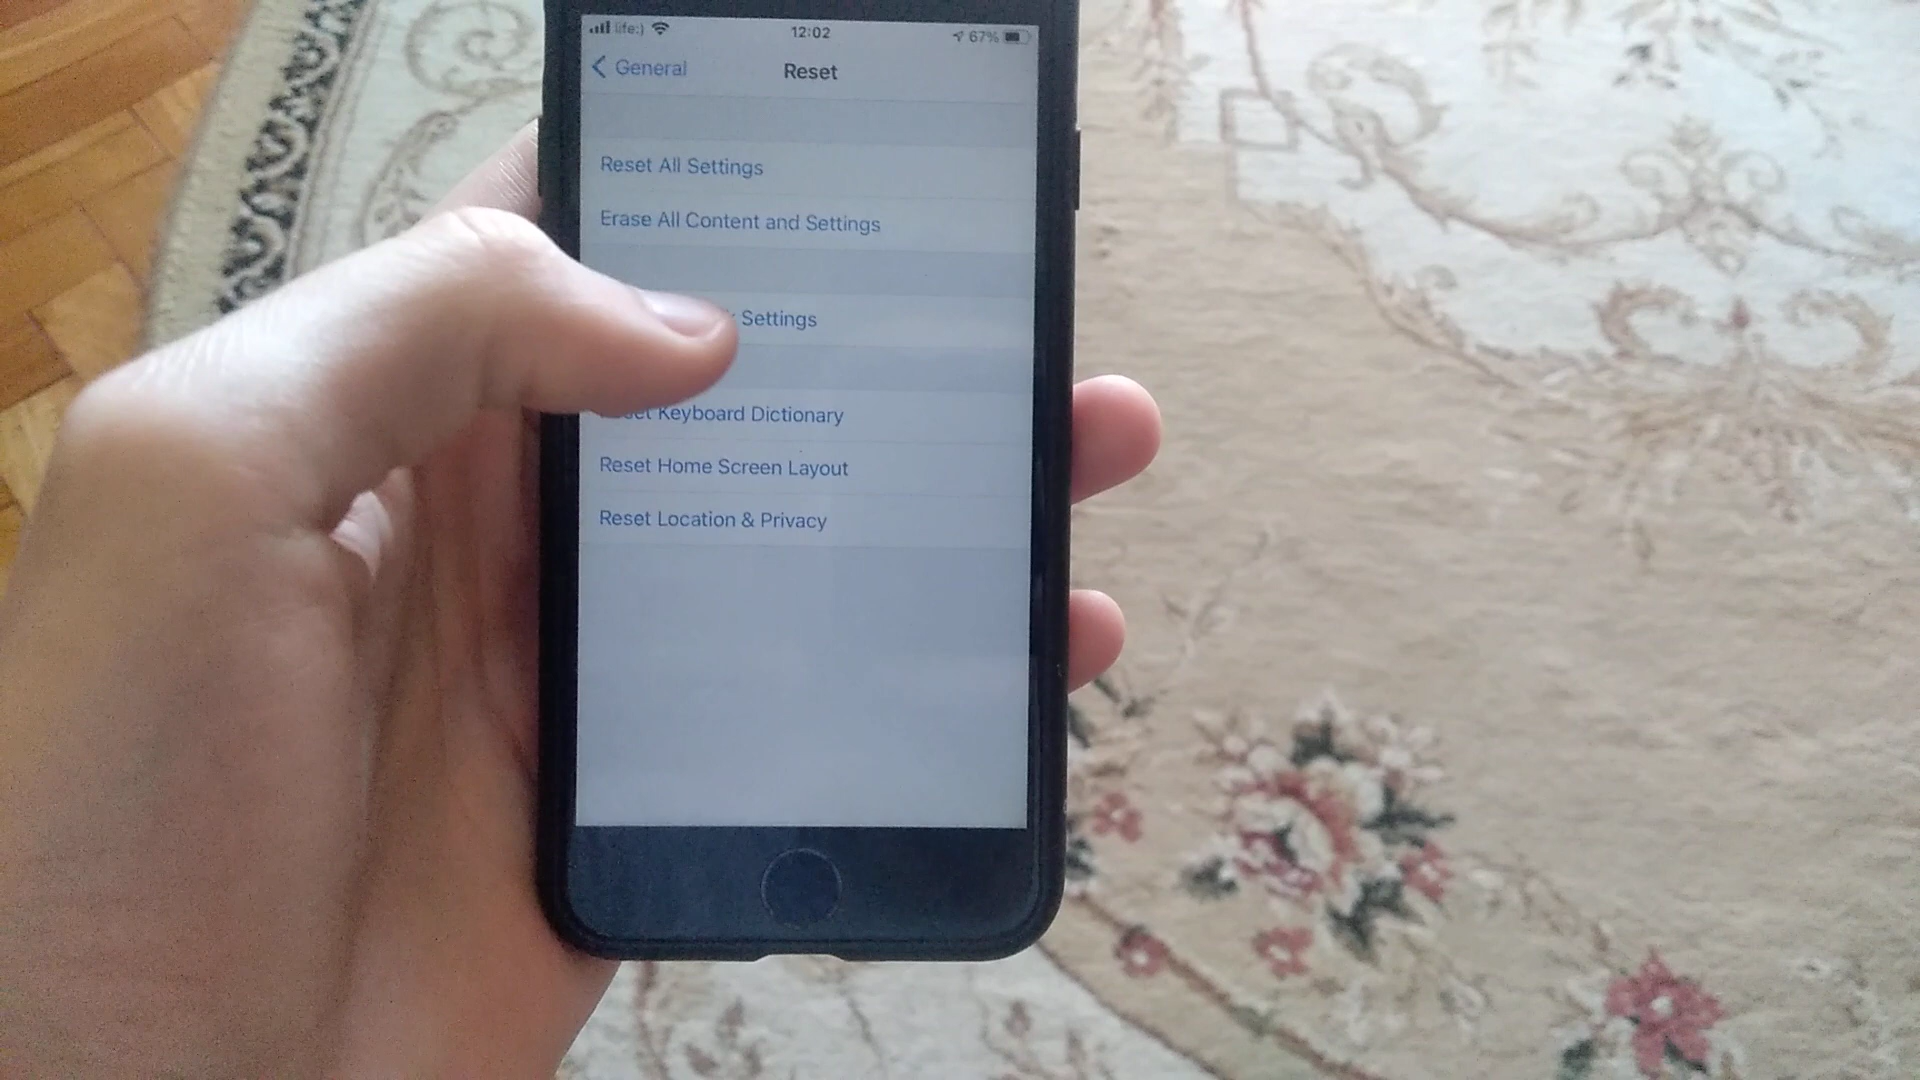 life:) 12:02 67%
General Reset
Reset All Settings
Erase All Content and Settings
Settings
Keyboard Dictionary
Reset Home Screen Layout
Reset Location & Privacy